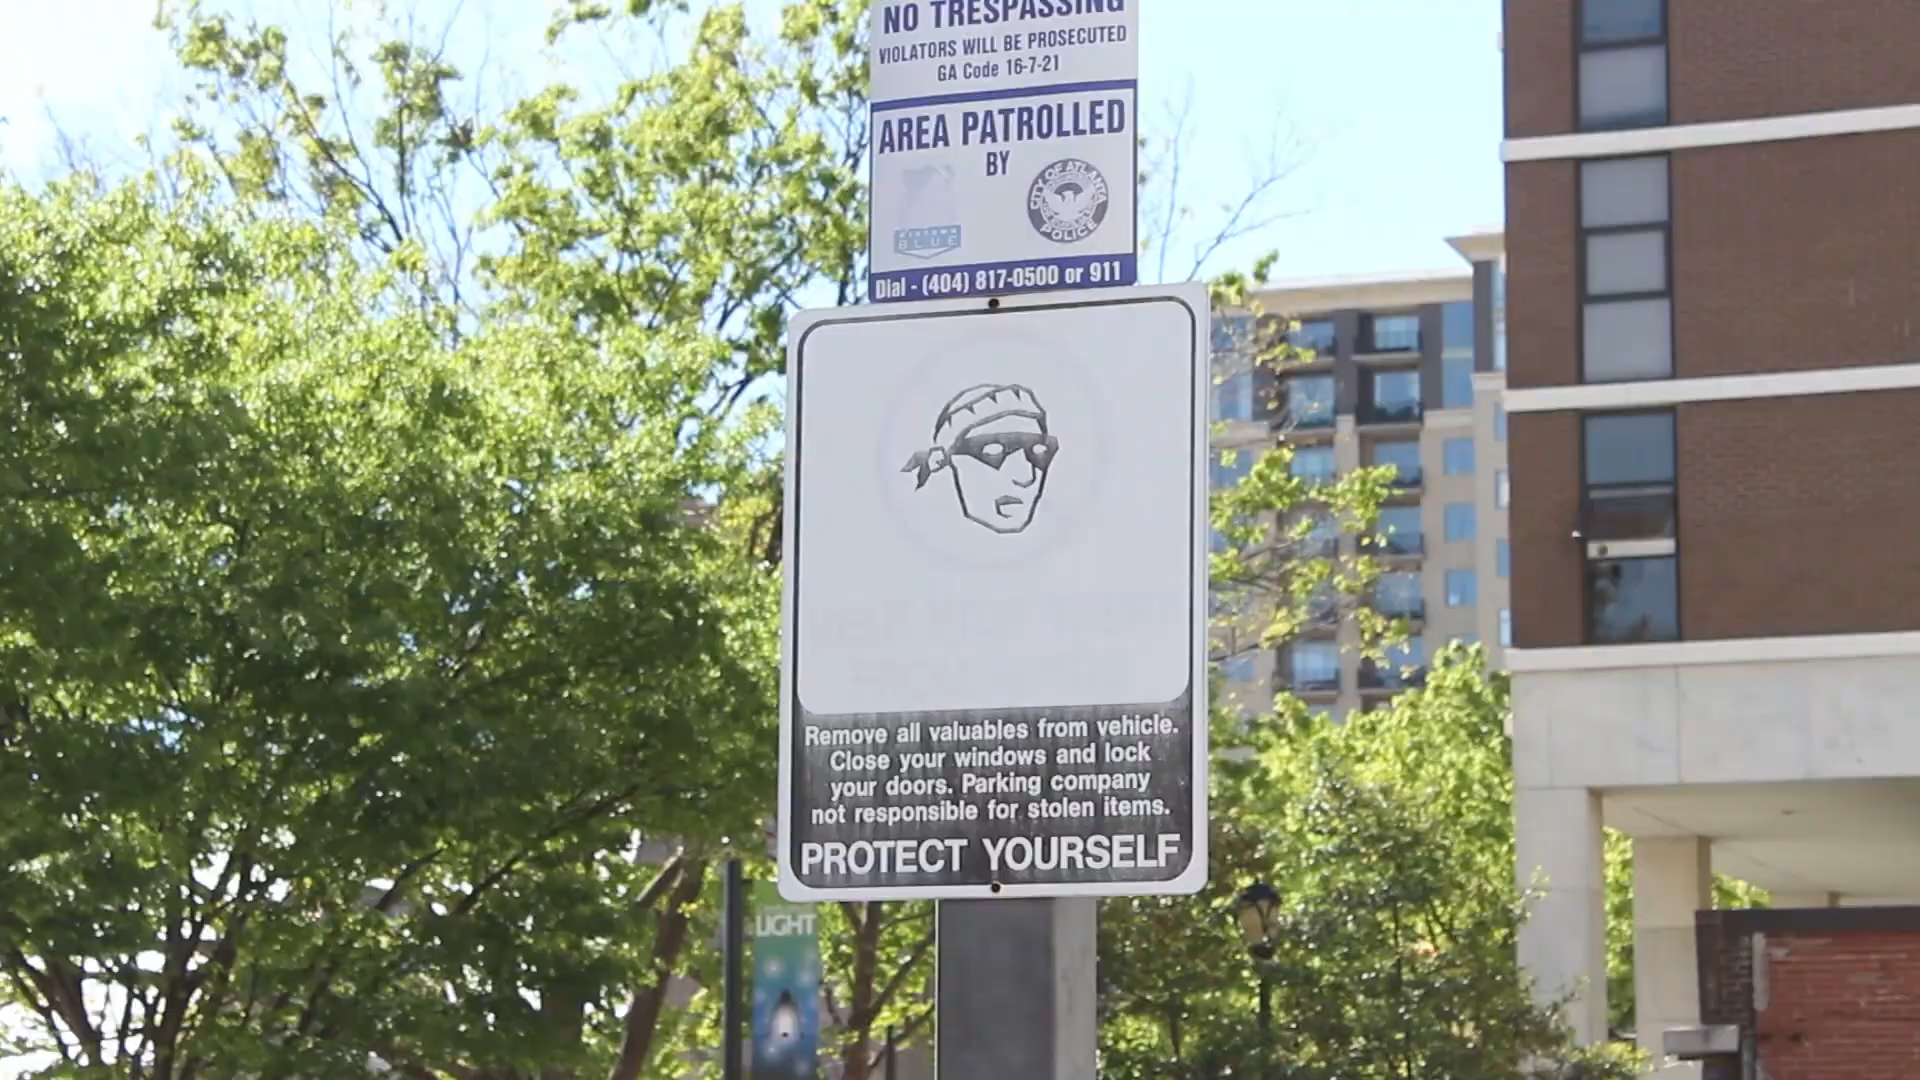 NO TRESPASSING
VIOLATORS WILL BE PROSECUTED
GA Code 16-7-21
AREA PATROLLED
BY
MIDTOWN
BLUE
CITY OF ATLANTA
POLICE
Dial - (404) 817-0500 or 911
Remove all valuables from vehicle.
Close your windows and lock
your doors. Parking company
not responsible for stolen items.
PROTECT YOURSELF
LIGHT